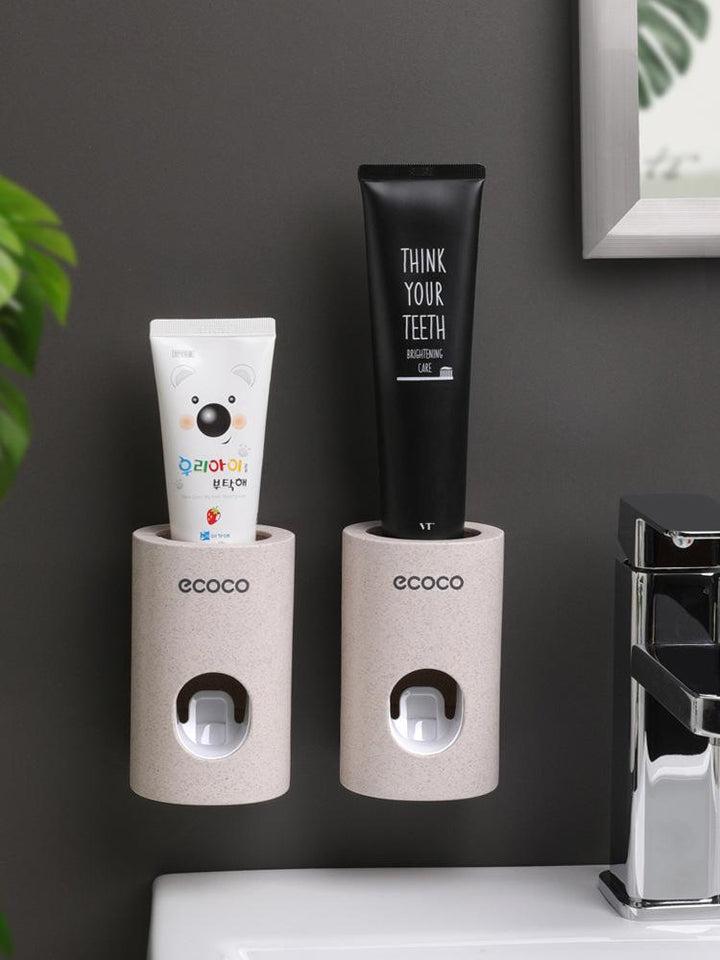 THINK
YOUR
TEETH
BRIGHTENING
CARE
VT
우리아이
부탁해
ecoco
ecoco